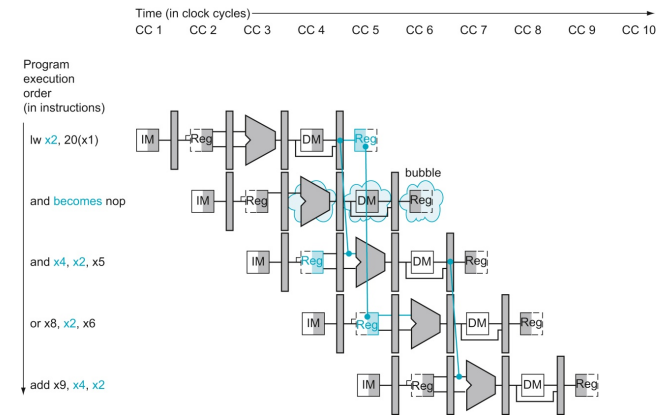 Time (in clock cycles)
CC 1 CC 2 CC 3 CC 4 CC 5 CC 6 CC 7 CC 8 CC 9 CC 10
Program
execution
order
(in instructions)
lw x2, 20(x1) IM Reg DM Reg
bubble
and becomes nop IM Reg DM Reg
and x4, x2, x5 IM Reg DM Reg
or x8, x2, x6 IM Reg DM Reg
add x9, x4, x2 IM Reg DM Reg